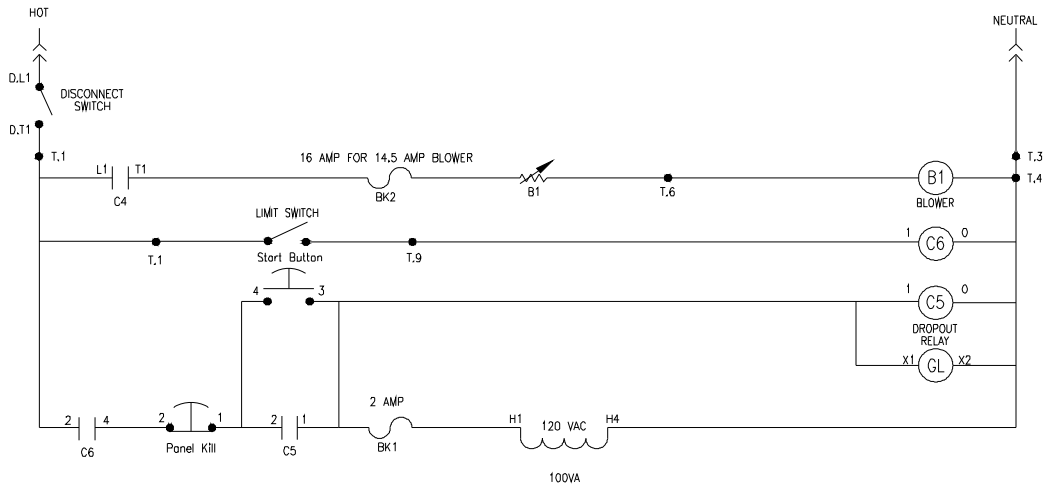 HOT
NEUTRAL
D.L1
DISCONNECT
SWITCH
D.T1
T.1
T.3
16 AMP FOR 14.5 AMP BLOWER
L1 T1
C4
BK2
B1
T.6
B1
T.4
BLOWER
LIMIT SWITCH
T.1
Start Button
T.9
1 C6 0
4 3
1 C5 0
DROPOUT
RELAY
X1 GL X2
2 AMP
2 4
C6
2 1
Panel Kill
2 1
C5
BK1
H1 120 VAC H4
100VA